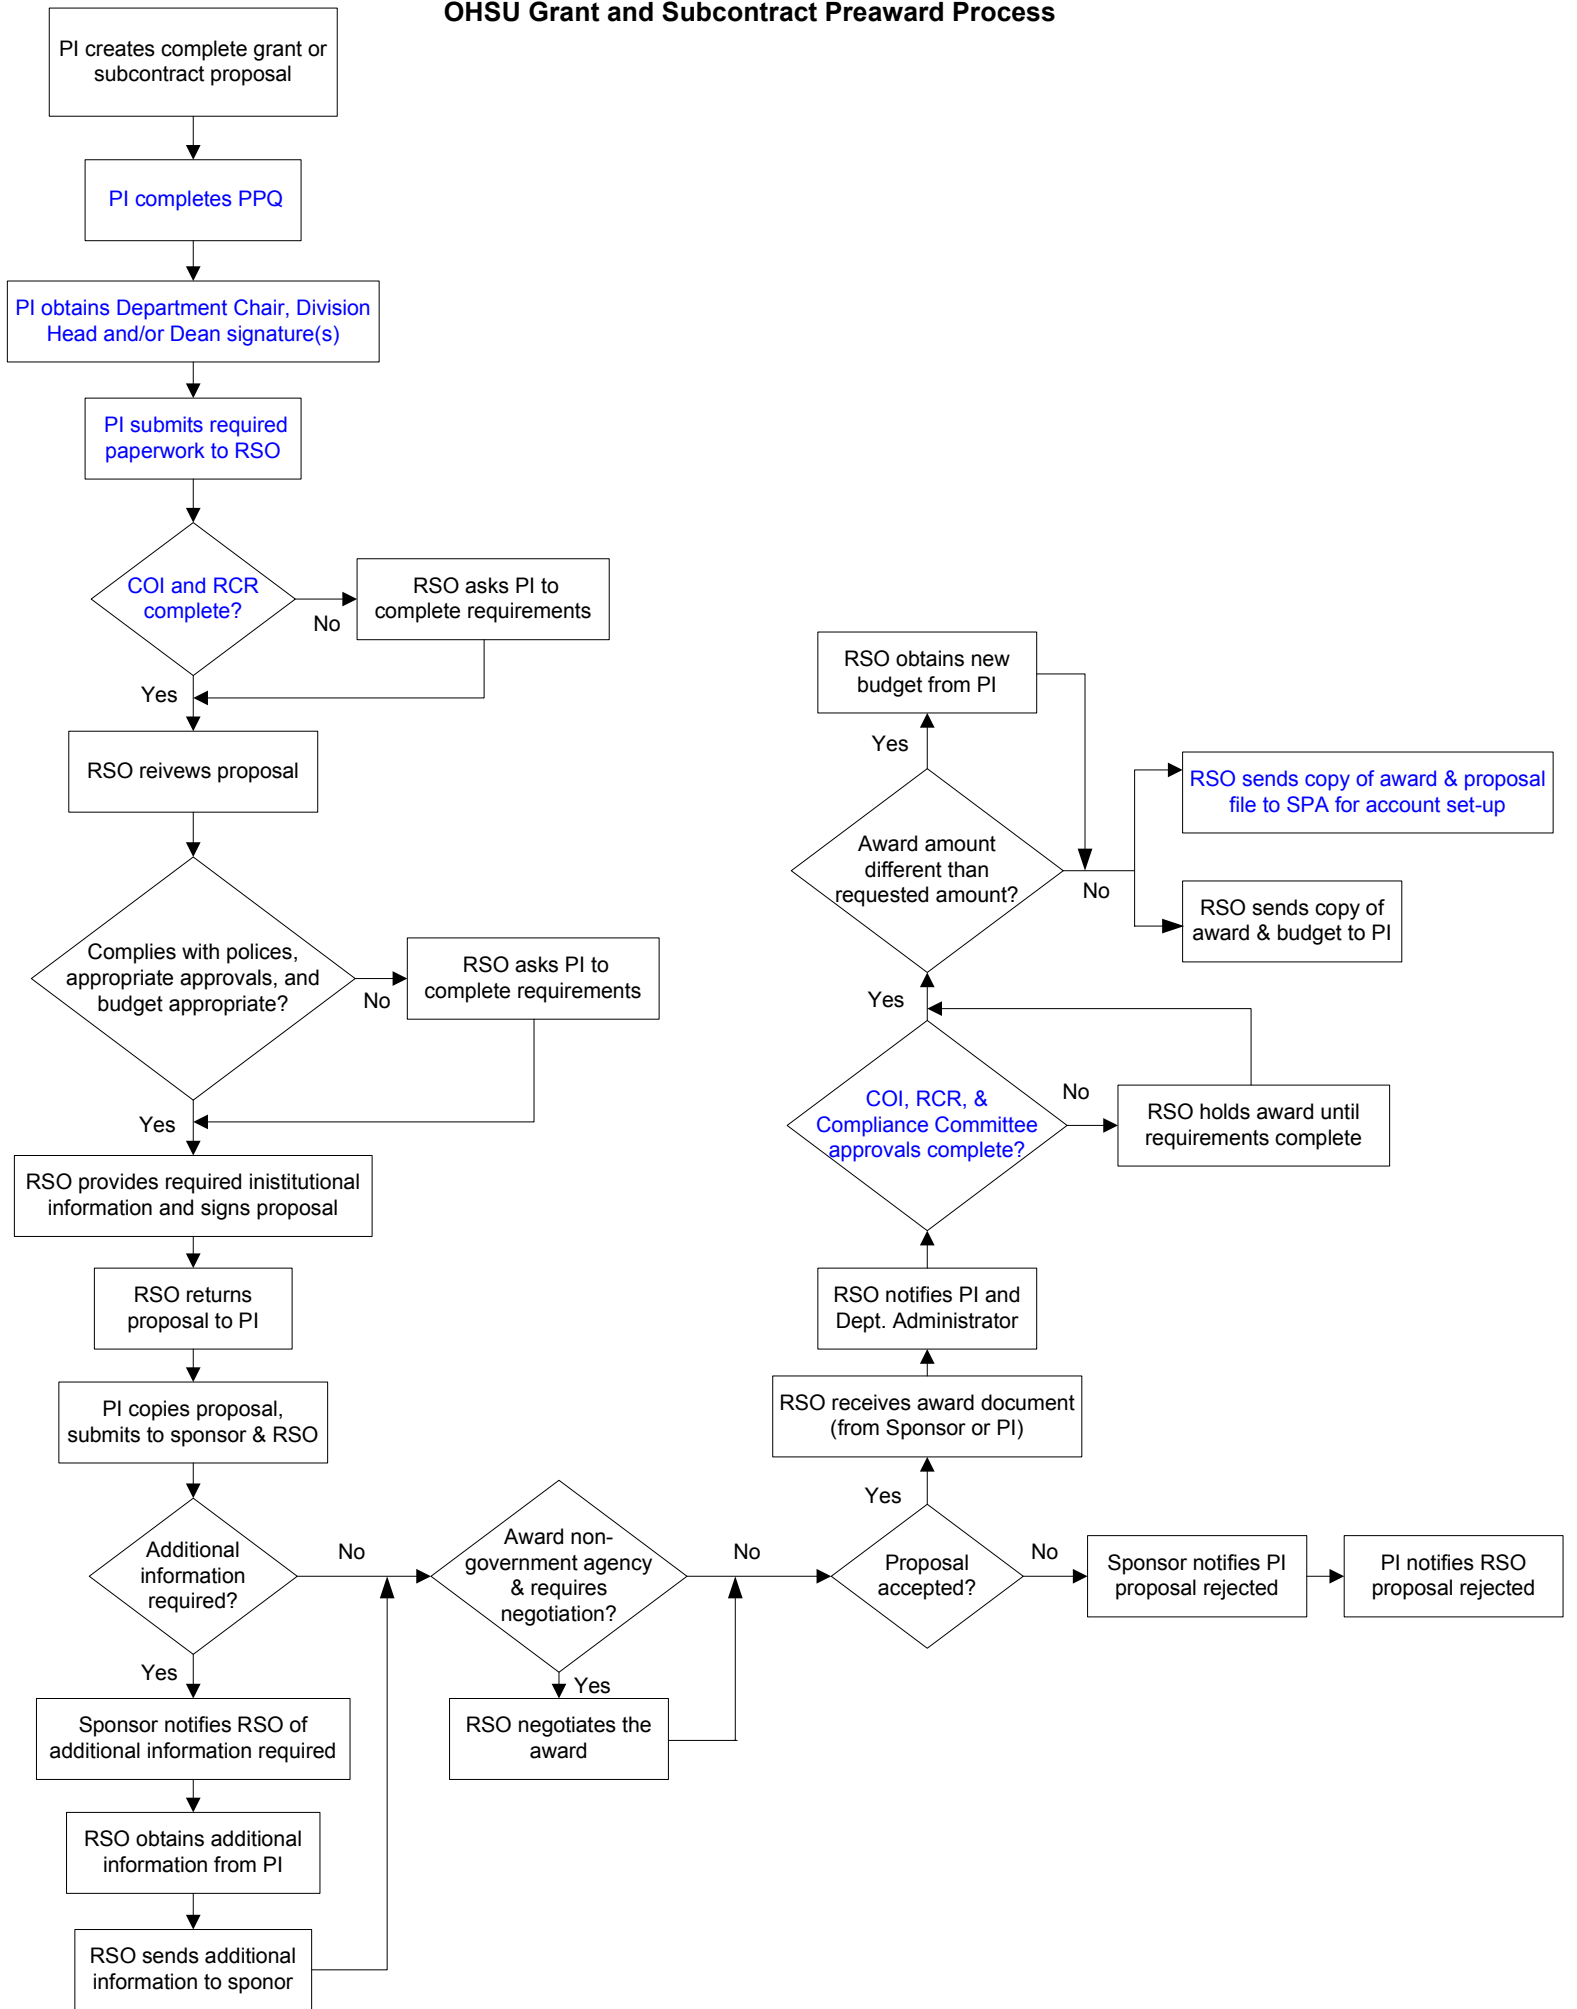 OHSU Grant and Subcontract Preaward Process
PI creates complete grant or
subcontract proposal
PI completes PPQ
PI obtains Department Chair, Division
Head and/or Dean signature(s)
PI submits required
paperwork to RSO
COI and RCR
complete?
No
RSO asks PI to
complete requirements
Yes
RSO reivews proposal
Complies with polices,
appropriate approvals, and
budget appropriate?
No
RSO asks PI to
complete requirements
Yes
RSO provides required inistitutional
information and signs proposal
RSO returns
proposal to PI
PI copies proposal,
submits to sponsor & RSO
Additional
information
required?
No
Yes
Sponsor notifies RSO of
additional information required
RSO obtains additional
information from PI
RSO sends additional
information to sponor
Award non-
government agency
& requires
negotiation?
No
Yes
RSO negotiates the
award
Proposal
accepted?
No
Sponsor notifies PI
proposal rejected
PI notifies RSO
proposal rejected
Yes
RSO receives award document
(from Sponsor or PI)
RSO notifies PI and
Dept. Administrator
COI, RCR, &
Compliance Committee
approvals complete?
No
RSO holds award until
requirements complete
Yes
Award amount
different than
requested amount?
Yes
RSO obtains new
budget from PI
No
RSO sends copy of award & proposal
file to SPA for account set-up
RSO sends copy of
award & budget to PI